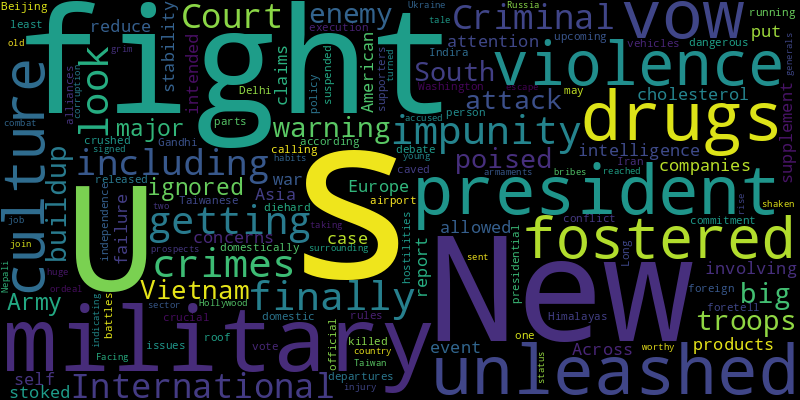 Beijing
least
old
fight
reduce
Court
stability
enemy
Ukraine
tale
Criminal
Russia
vow
running
put
upcoming
vehicles
dangerous
generals
execution
supporters
turned
American
claims
suspended
policy
intended
look
alliances
corruption
grim
culture
attention
Indira
South
Washington
violence
cholesterol
drugs
supplement
attack
may
escape
person
Delhi
parts
major
warning
according
accused
impunity
intelligence
combat
crushed
signed
Gandhi
calling
debate
young
habits
caved
poised
Iran
companies
buildup
including
released
ignored
war
Asia
Europe
armaments
bribes
reached
president
U
S
independence
failure
Taiwanese
two
diehard
airport
rise
shaken
job
join
getting
concerns
domestically
taking
case
surrounding
hostilities
allowed
conflict
commitment
fostered
Nepali
huge
ordeal
crimes
prospects
report
New
event
presidential
sent
Long
involving
foreign
foretell
big
Army
battles
indicating
Vietnam
sector
Hollywood
finally
crucial
domestic
rules
Himalayas
troops
military
Facing
issues
roof
vote
official
killed
country
Taiwan
one
Across
products
worthy
self
stoked
International
departures
injury
status
unleashed